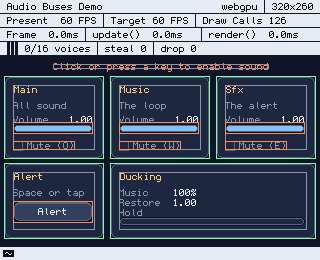 Audio Buses Demo webgpu 320x260
Present 60 FPS Target 60 FPS Draw Calls 126
Frame 0.0ms update() 0.0ms render() 0.0ms
0/16 voices steal 0 drop 0
Click or press a key to enable sound
Main Music Sfx
All sound The loop The alert
Volume 1.00 Volume 1.00 Volume 1.00
Mute (Q) Mute (W) Mute (E)
Alert Ducking
Space or tap Music 100%
Alert Restore 1.00
Hold
~